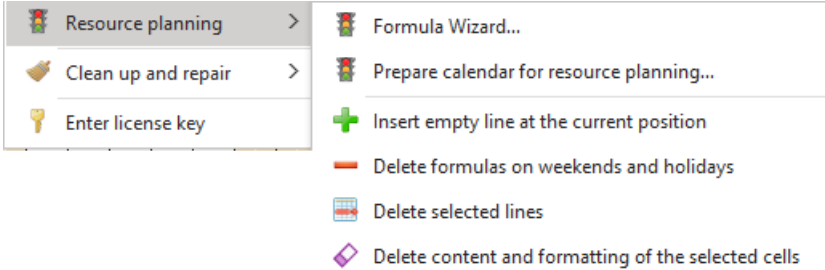 Resource planning
Clean up and repair
Enter license key
Formula Wizard...
Prepare calendar for resource planning...
Insert empty line at the current position
Delete formulas on weekends and holidays
Delete selected lines
Delete content and formatting of the selected cells